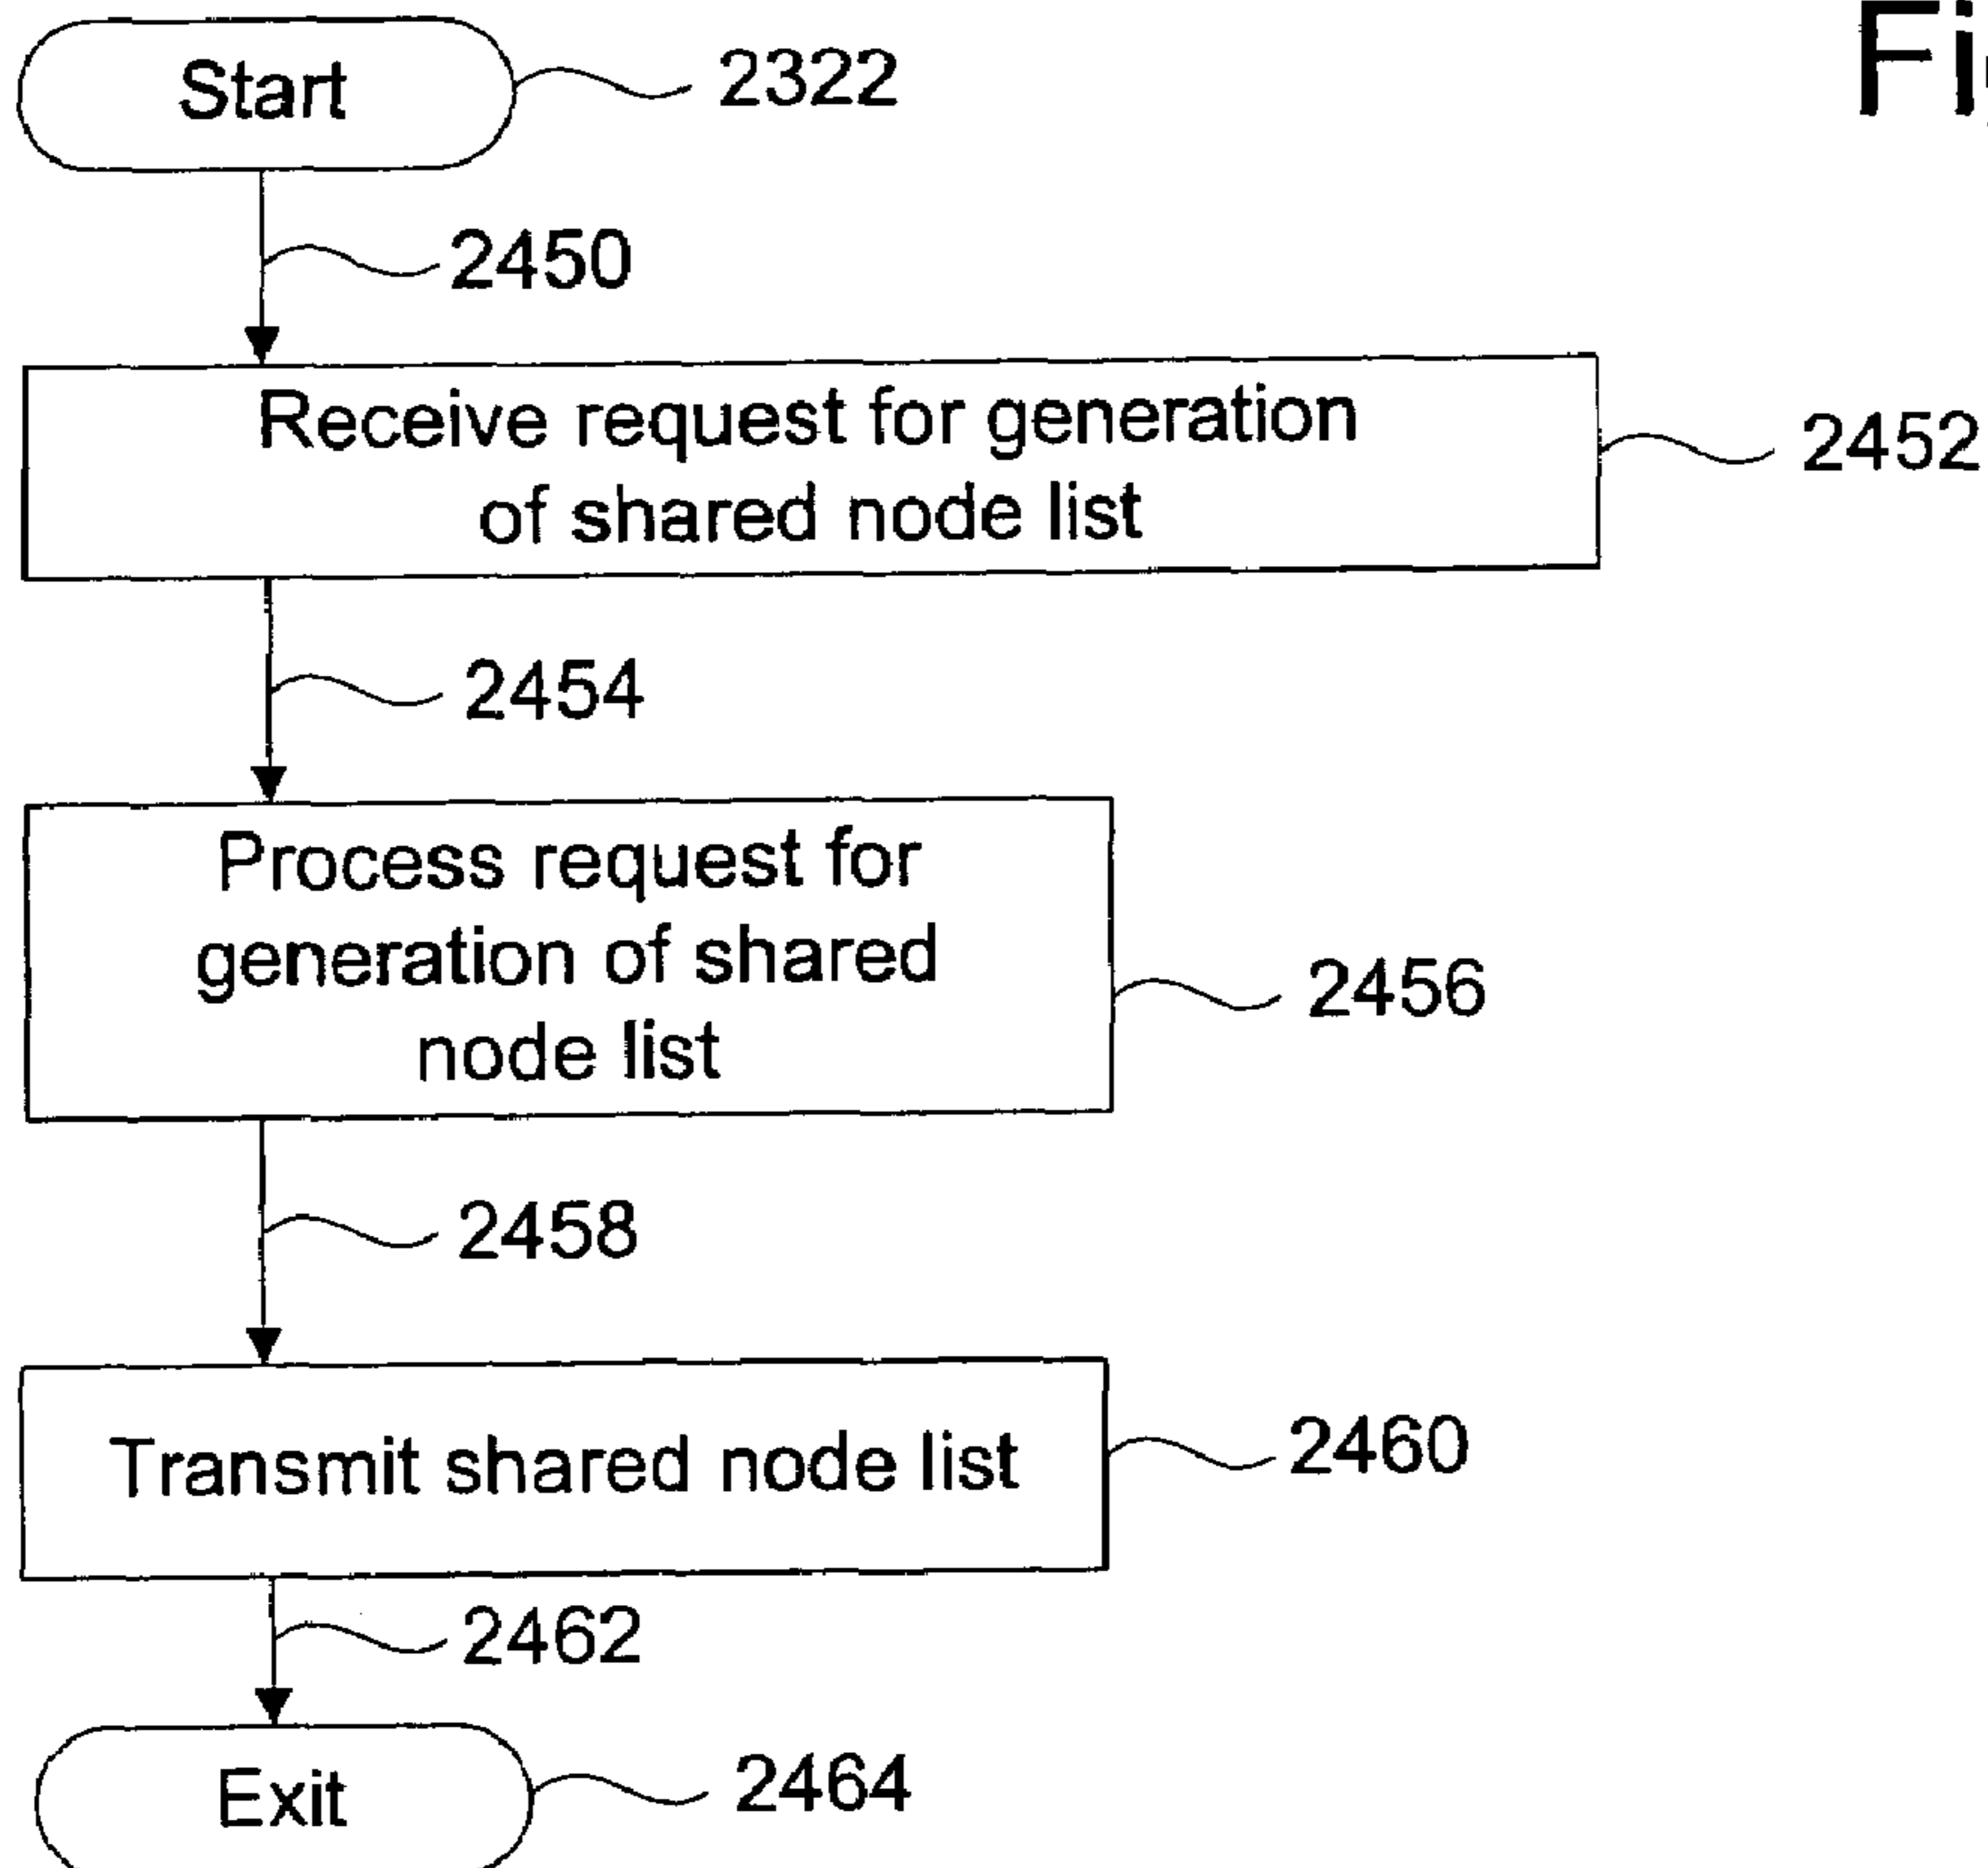 Start
2322
2450
Receive request for generation
of shared node list
2452
2454
Process request for
generation of shared
node list
2456
2458
Transmit shared node list
2460
2462
Exit
2464